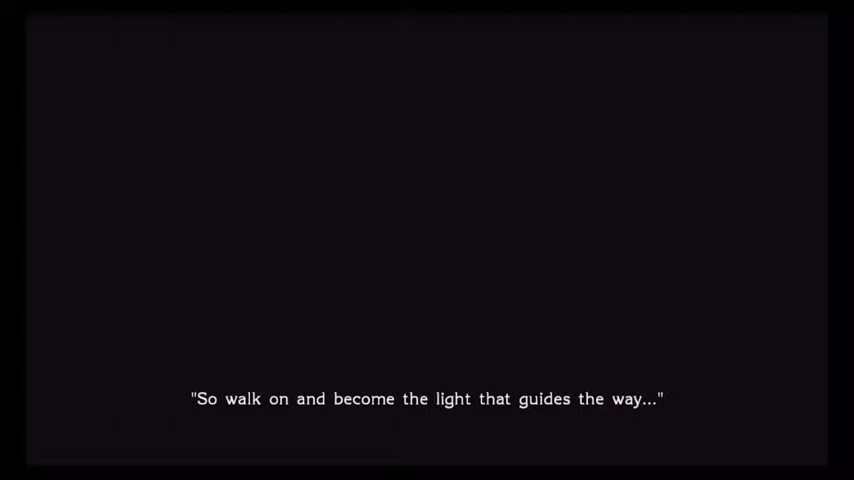 "So walk on and become the light that guides the way..."